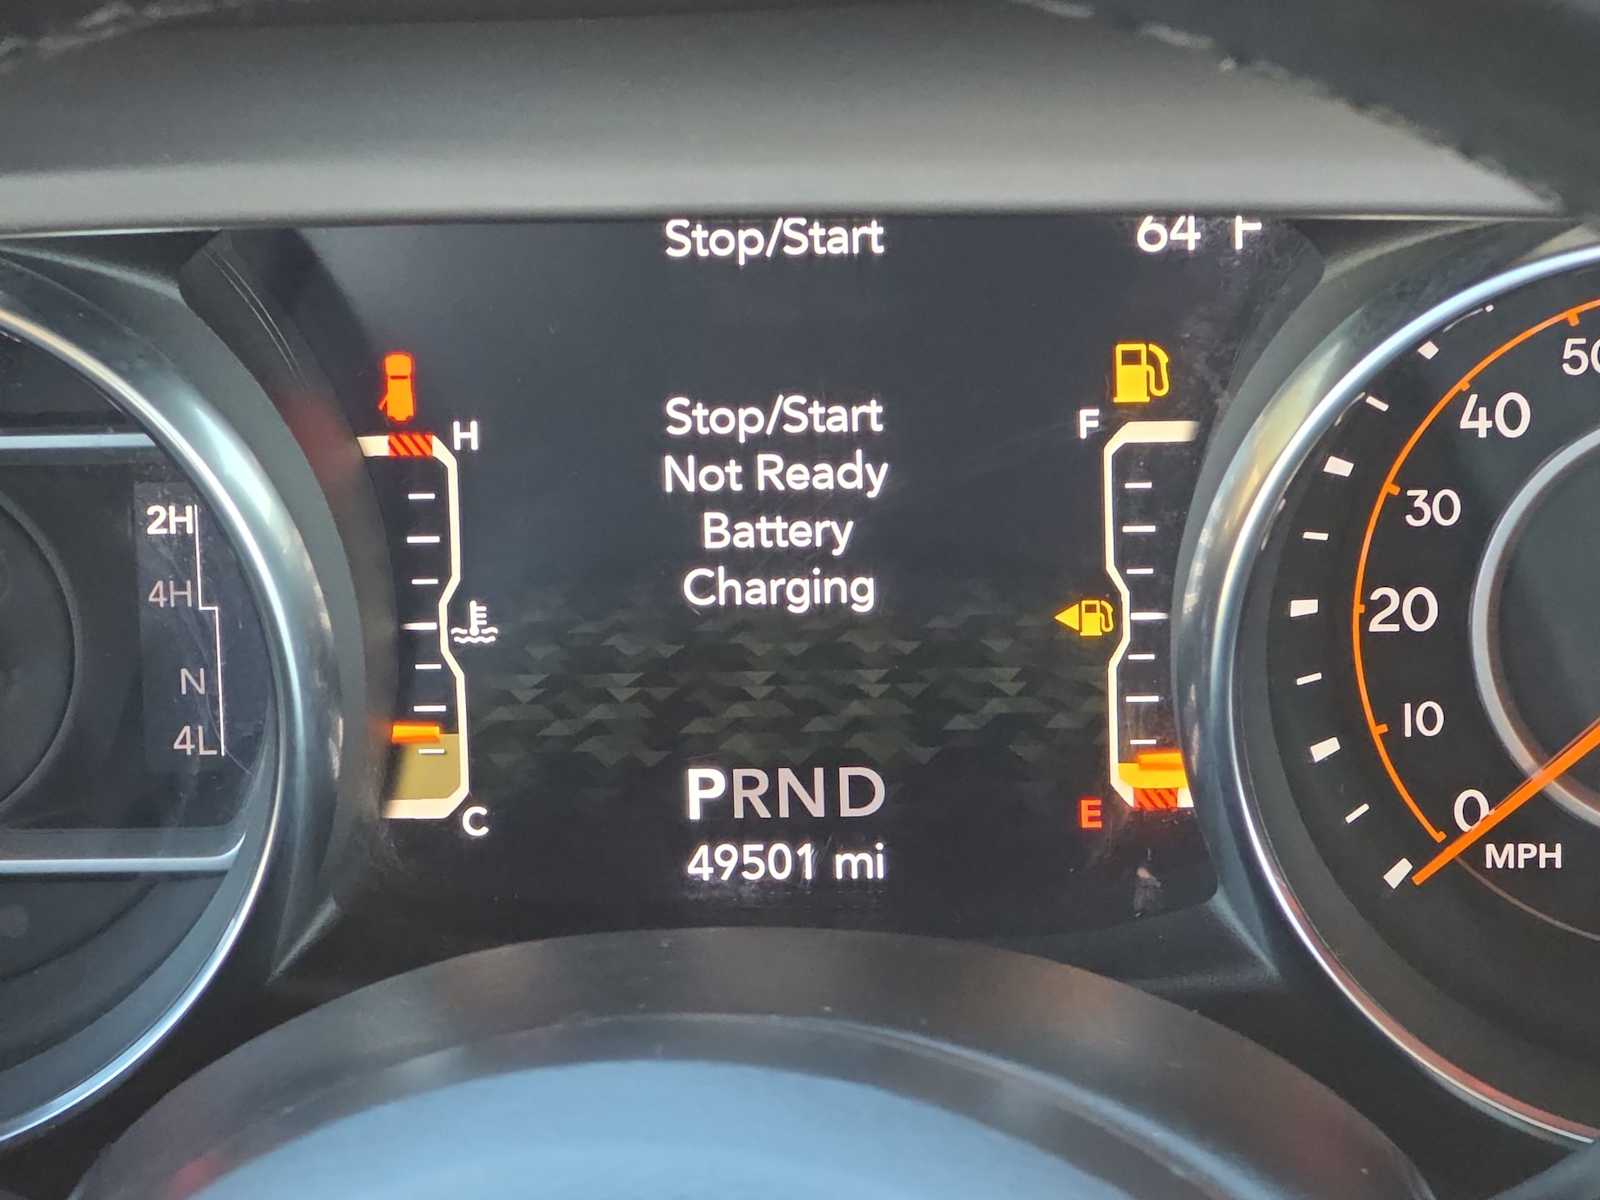 Stop/Start
64 F
Stop/Start
Not Ready
Battery
Charging
H
C
F
E
2H
4H
N
4L
PRND
49501 mi
50
40
30
20
10
0
MPH